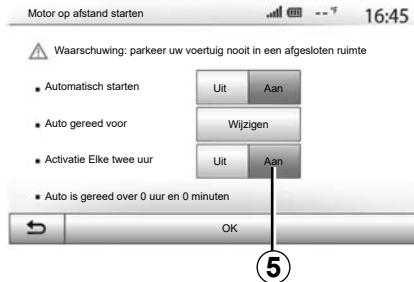 Motor op afstand starten -- °F 16:45
Waarschuwing: parkeer uw voertuig nooit in een afgesloten ruimte
Automatisch starten Uit Aan
Auto gereed voor Wijzigen
Activatie Elke twee uur Uit Aan
Auto is gereed over 0 uur en 0 minuten
OK
5